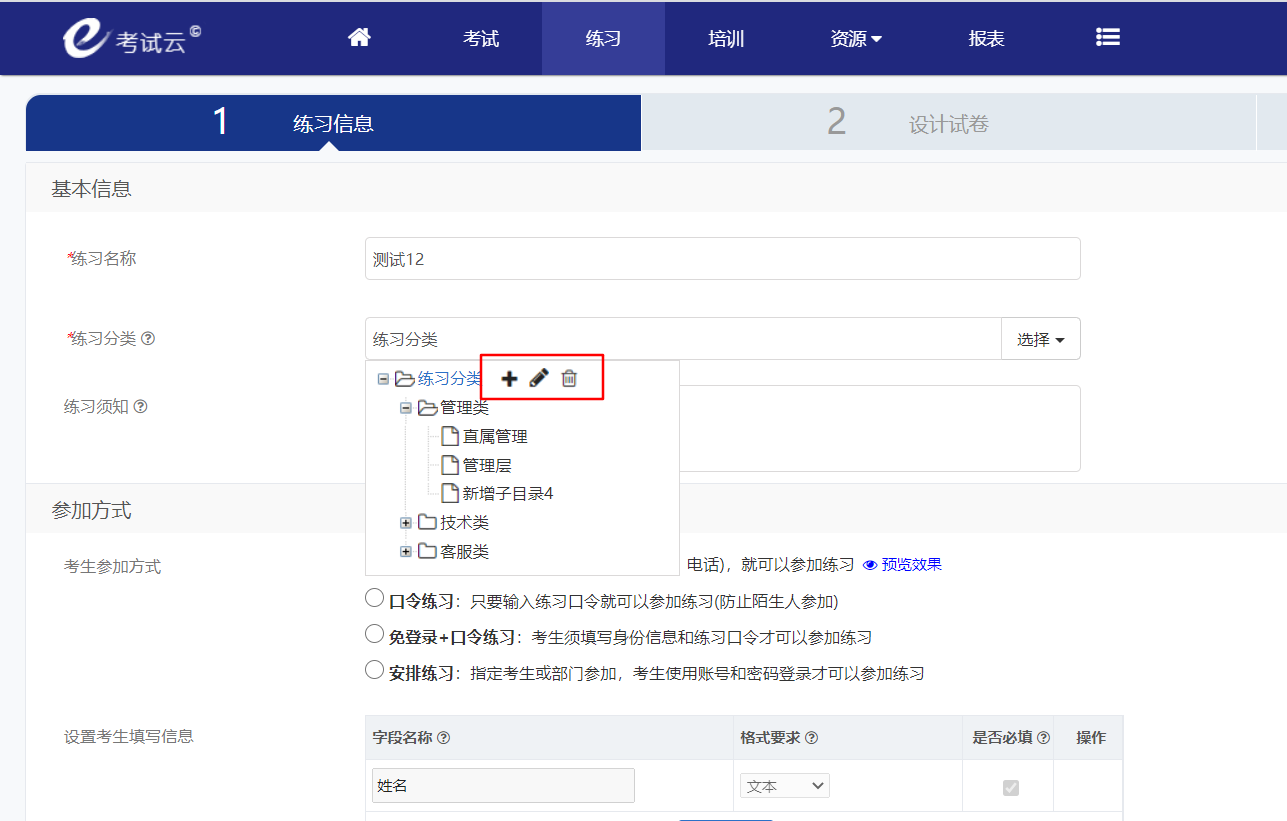 e 考试云© 考试 练习 培训 资源 报表
1 练习信息 2 设计试卷
基本信息
*练习名称 测试12
*练习分类 练习分类 选择
练习分类
练习须知
管理类
直属管理
管理层
新增子目录4
参加方式
技术类
客服类
考生参加方式 电话)，就可以参加练习 预览效果
口令练习：只要输入练习口令就可以参加练习(防止陌生人参加)
免登录+口令练习：考生须填写身份信息和练习口令才可以参加练习
安排练习：指定考生或部门参加，考生使用账号和密码登录才可以参加练习
设置考生填写信息 字段名称 格式要求 是否必填 操作
姓名 文本